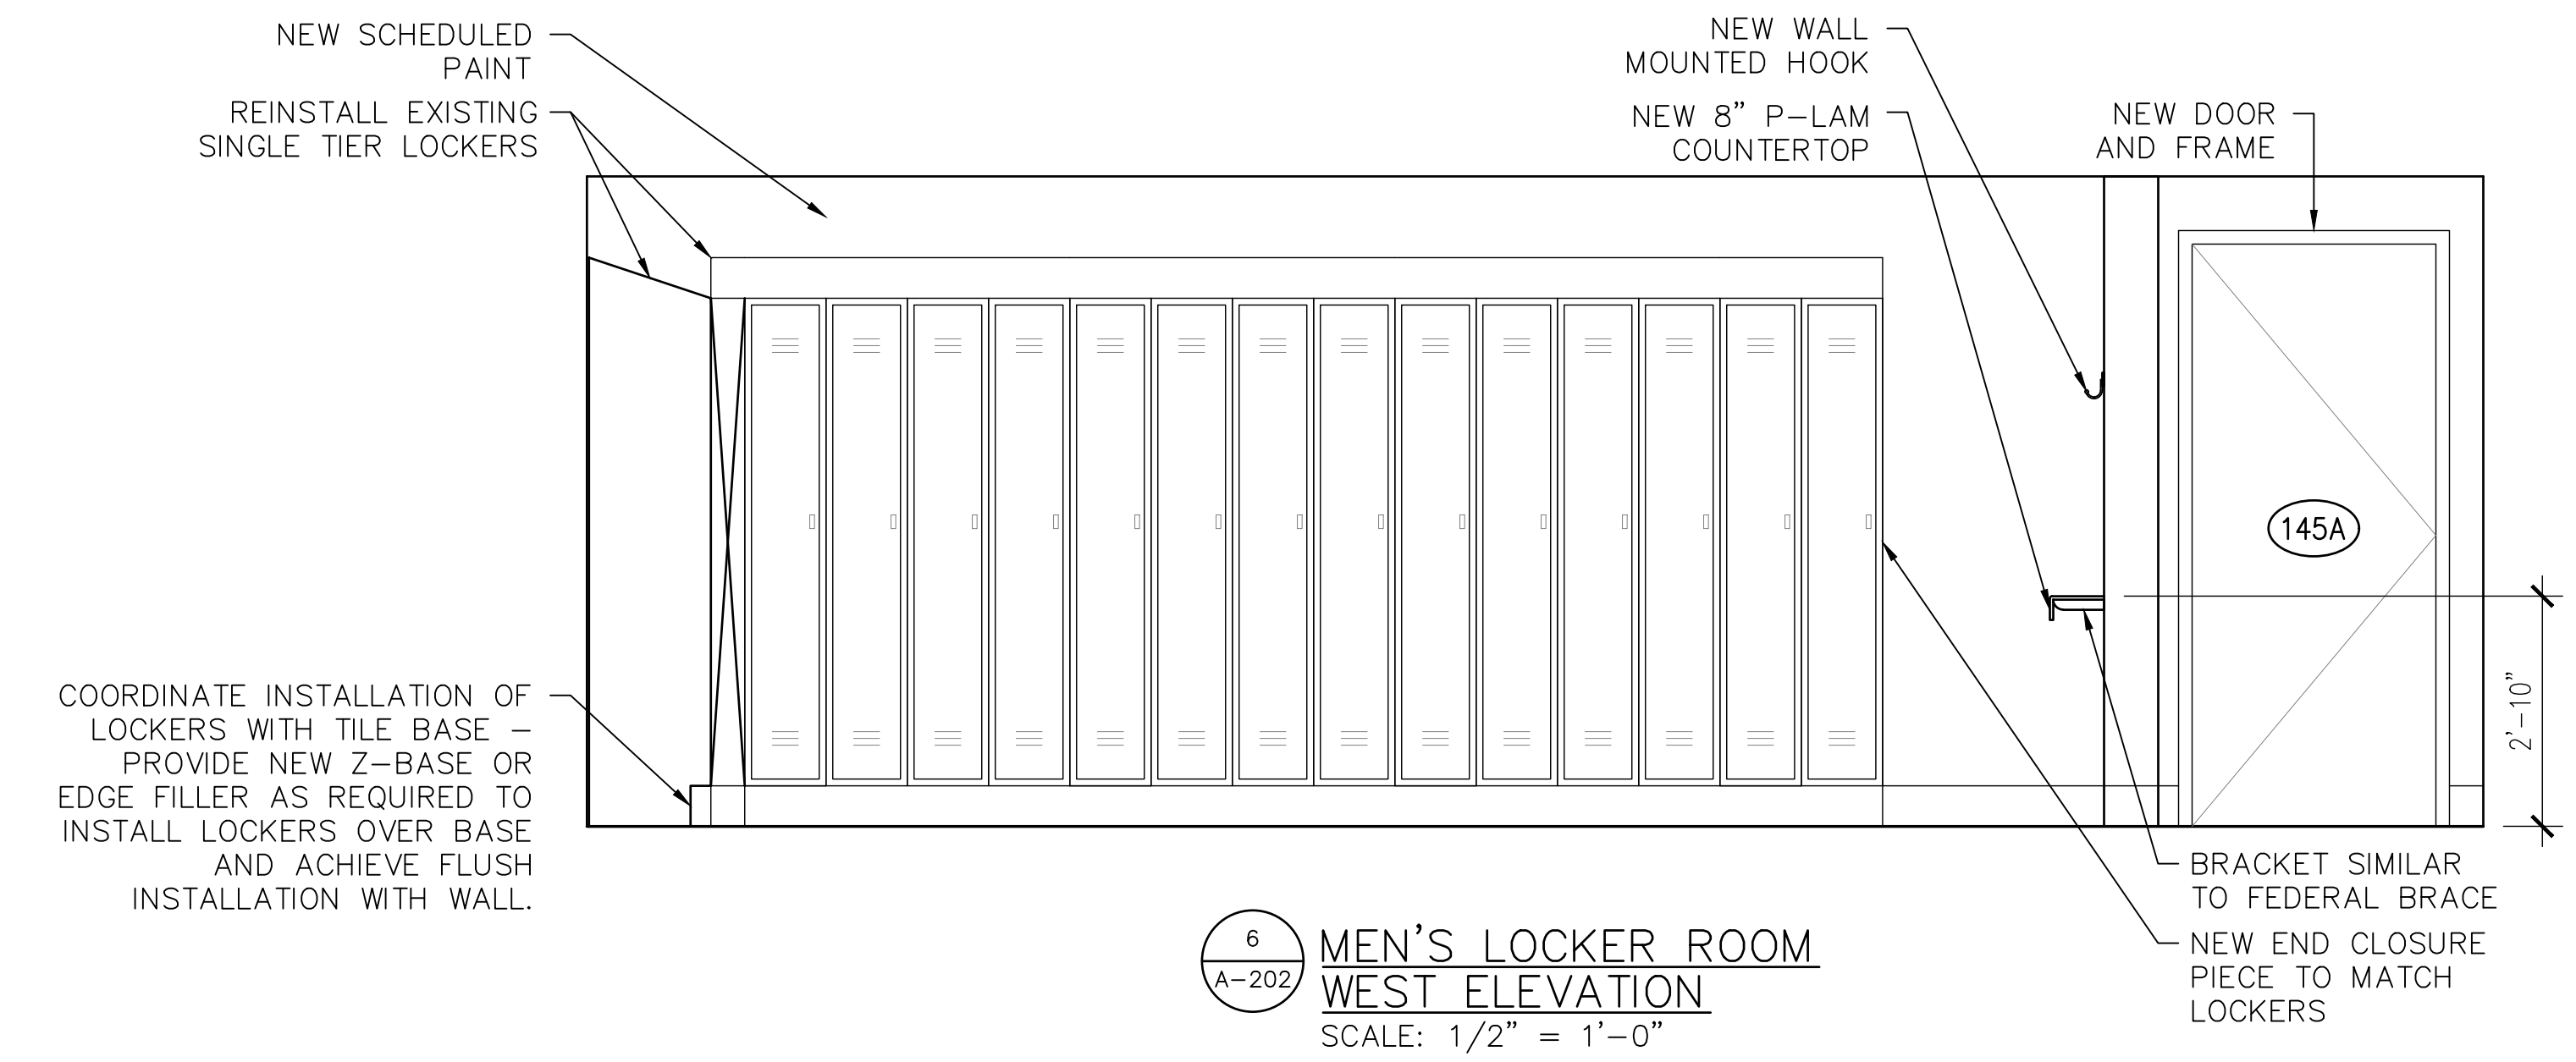 NEW SCHEDULED
PAINT
REINSTALL EXISTING
SINGLE TIER LOCKERS
NEW WALL
MOUNTED HOOK
NEW 8” P-LAM
COUNTERTOP
NEW DOOR
AND FRAME
145A
2’-10”
COORDINATE INSTALLATION OF
LOCKERS WITH TILE BASE –
PROVIDE NEW Z-BASE OR
EDGE FILLER AS REQUIRED TO
INSTALL LOCKERS OVER BASE
AND ACHIEVE FLUSH
INSTALLATION WITH WALL.
BRACKET SIMILAR
TO FEDERAL BRACE
NEW END CLOSURE
PIECE TO MATCH
LOCKERS
6
A-202
MEN’S LOCKER ROOM
WEST ELEVATION
SCALE: 1/2” = 1’-0”